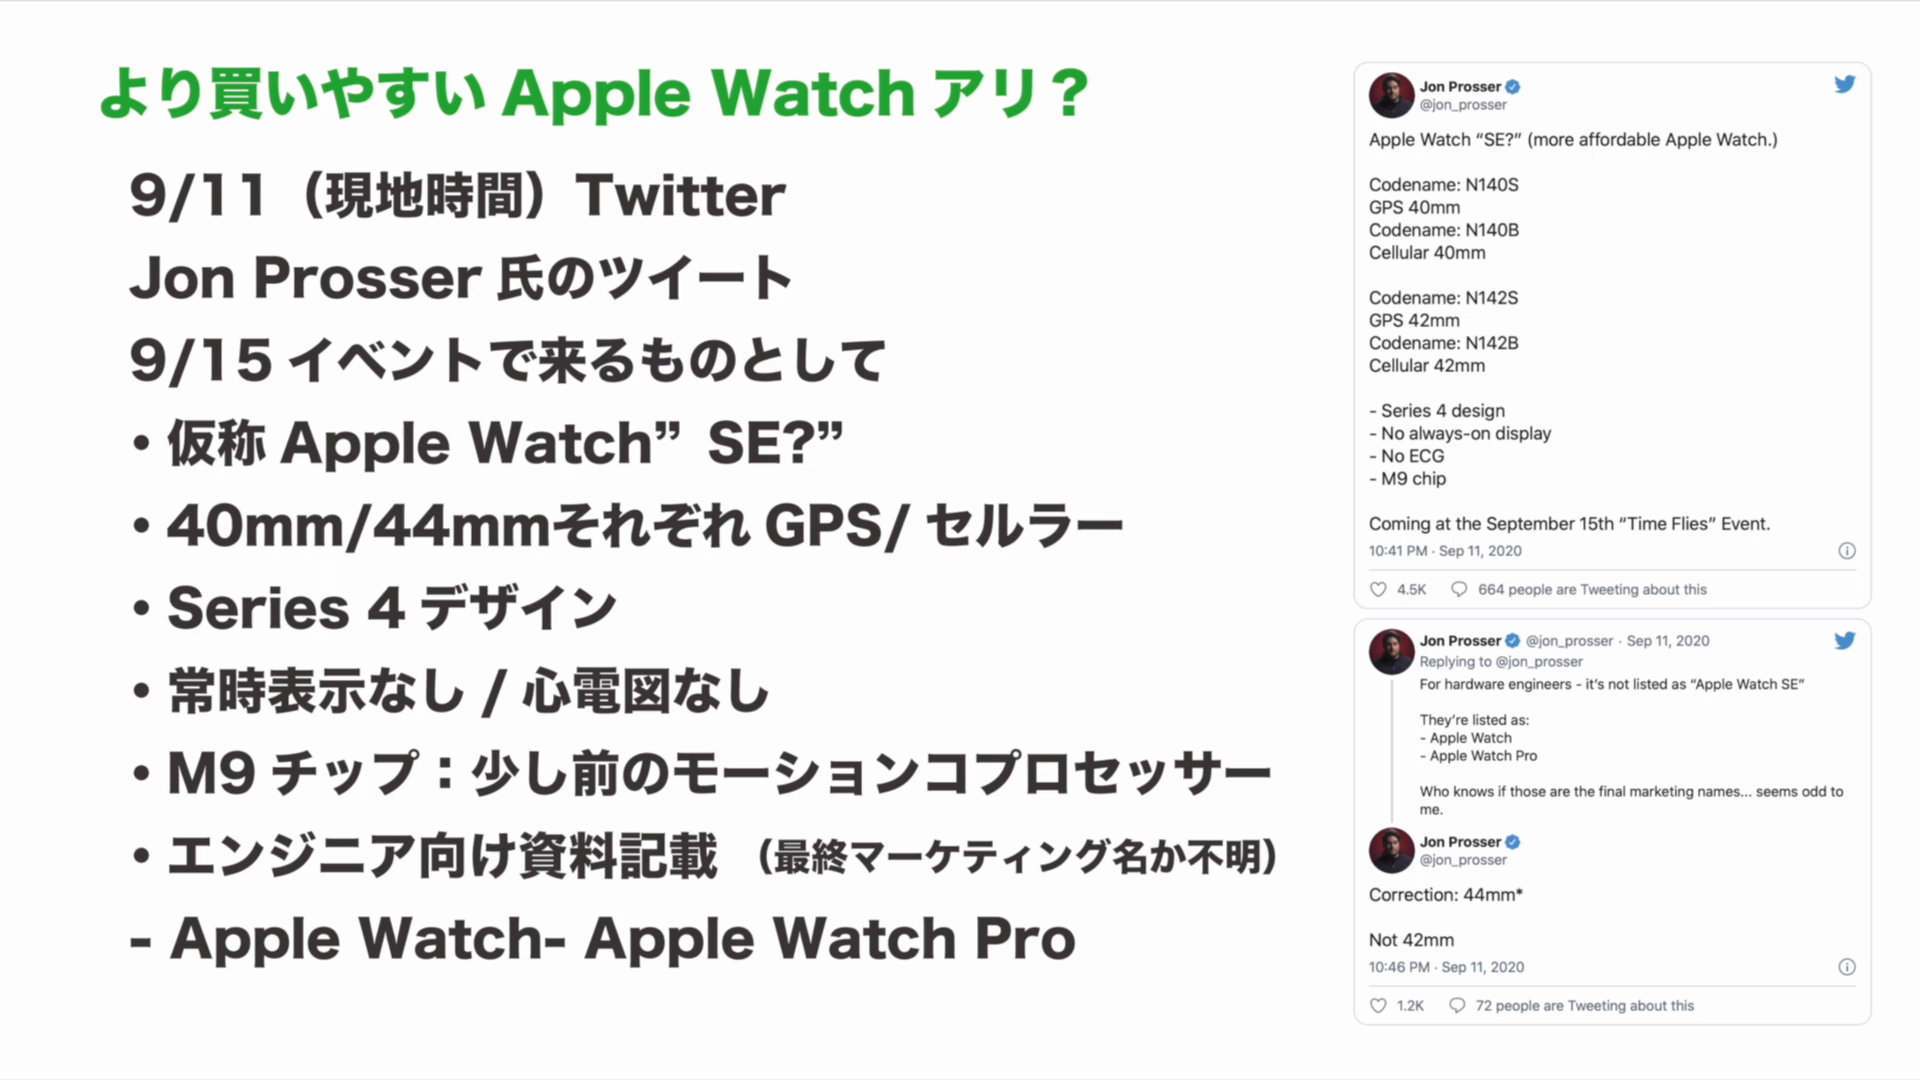 より買いやすい Apple Watch アリ？
9/11（現地時間）Twitter
Jon Prosser 氏のツイート
9/15 イベントで来るものとして
・仮称 Apple Watch” SE?”
・40mm/44mmそれぞれ GPS/ セルラー
・Series 4 デザイン
・常時表示なし / 心電図なし
・M9 チップ：少し前のモーションコプロセッサー
・エンジニア向け資料記載 （最終マーケティング名か不明）
- Apple Watch- Apple Watch Pro
Jon Prosser
@jon_prosser
Apple Watch “SE?” (more affordable Apple Watch.)
Codename: N140S
GPS 40mm
Codename: N140B
Cellular 40mm
Codename: N142S
GPS 42mm
Codename: N142B
Cellular 42mm
- Series 4 design
- No always-on display
- No ECG
- M9 chip
Coming at the September 15th “Time Flies” Event.
10:41 PM · Sep 11, 2020
4.5K 664 people are Tweeting about this
Jon Prosser @jon_prosser · Sep 11, 2020
Replying to @jon_prosser
For hardware engineers - it’s not listed as “Apple Watch SE”
They’re listed as:
- Apple Watch
- Apple Watch Pro
Who knows if those are the final marketing names... seems odd to
me.
Jon Prosser
@jon_prosser
Correction: 44mm*
Not 42mm
10:46 PM · Sep 11, 2020
1.2K 72 people are Tweeting about this